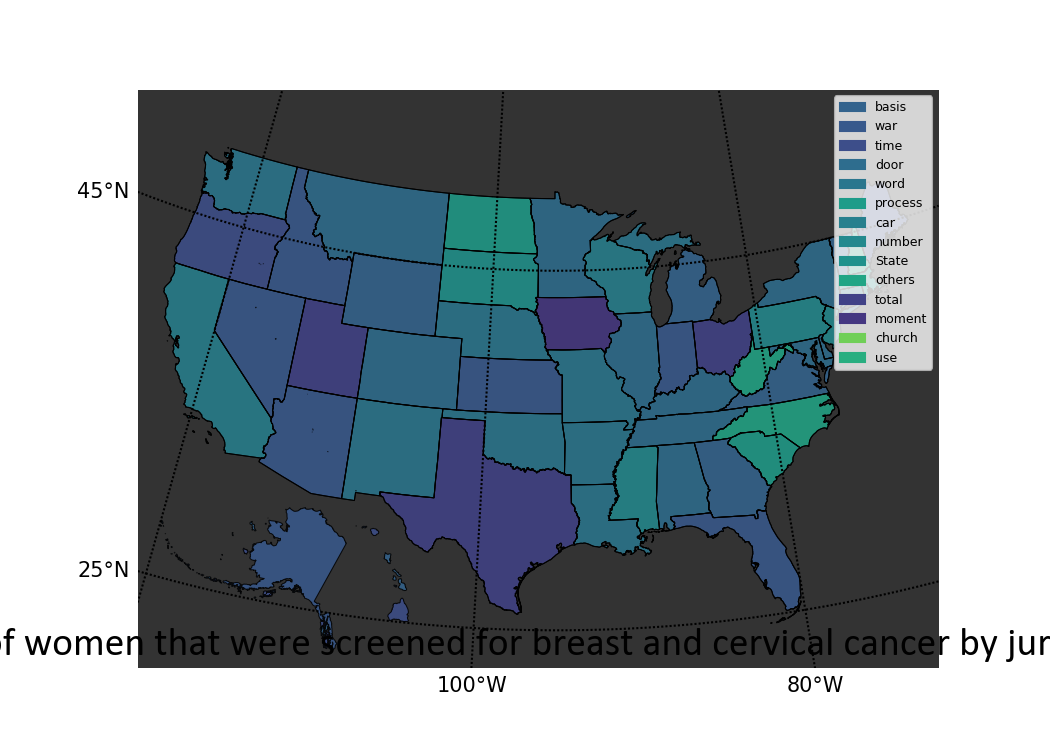 basis
war
time
door
word
process
car
number
State
others
total
moment
church
use
45°N
25°N
of women that were screened for breast and cervical cancer by jur
100°W
80°W